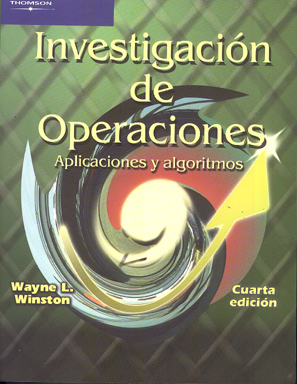 THOMSON
Investigación
de
Operaciones
Aplicaciones y algoritmos
Wayne L.
Winston
Cuarta
edición